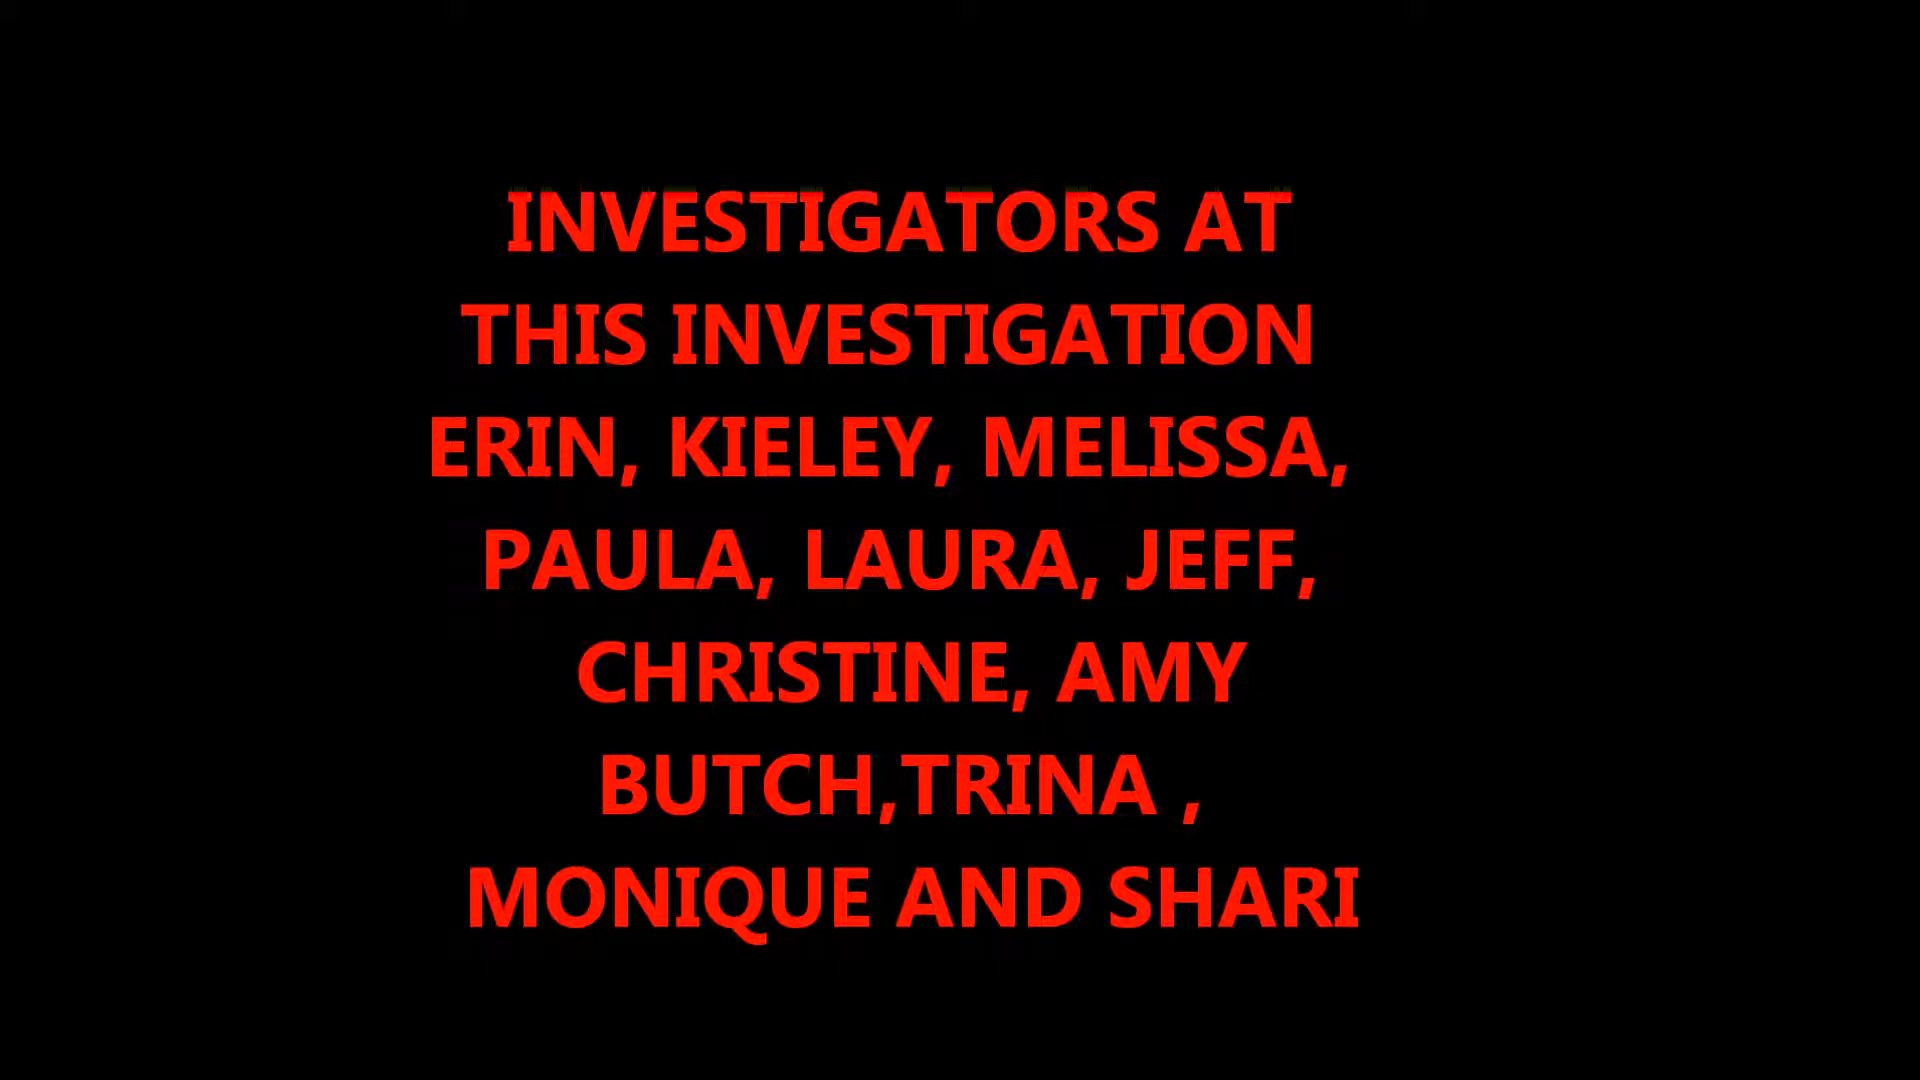 INVESTIGATORS AT
THIS INVESTIGATION
ERIN, KIELEY, MELISSA,
PAULA, LAURA, JEFF,
CHRISTINE, AMY
BUTCH,TRINA ,
MONIQUE AND SHARI